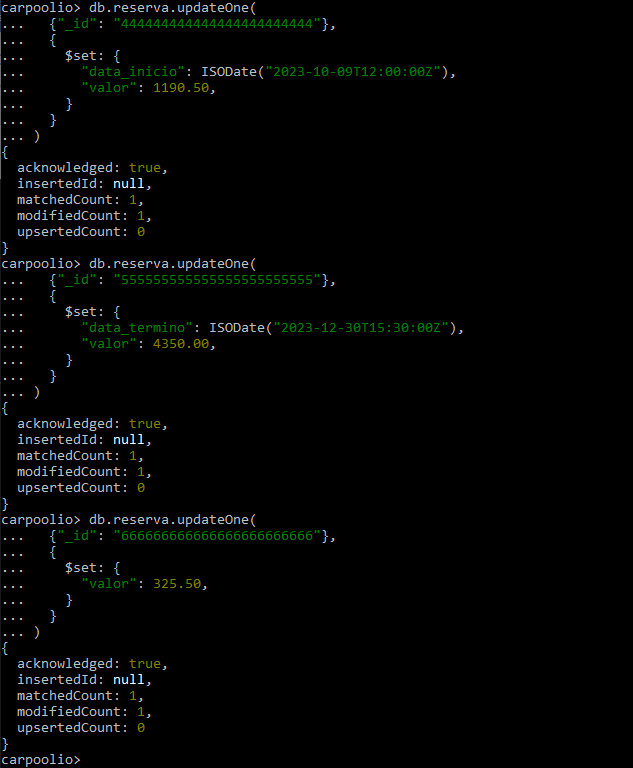 carpoolio> db.reserva.updateOne(
...   {"_id": "444444444444444444444444"},
...   {
...     $set: {
...       "data_inicio": ISODate("2023-10-09T12:00:00Z"),
...       "valor": 1190.50,
...     }
...   }
... )
{
  acknowledged: true,
  insertedId: null,
  matchedCount: 1,
  modifiedCount: 1,
  upsertedCount: 0
}
carpoolio> db.reserva.updateOne(
...   {"_id": "555555555555555555555555"},
...   {
...     $set: {
...       "data_termino": ISODate("2023-12-30T15:30:00Z"),
...       "valor": 4350.00,
...     }
...   }
... )
{
  acknowledged: true,
  insertedId: null,
  matchedCount: 1,
  modifiedCount: 1,
  upsertedCount: 0
}
carpoolio> db.reserva.updateOne(
...   {"_id": "666666666666666666666666"},
...   {
...     $set: {
...       "valor": 325.50,
...     }
...   }
... )
{
  acknowledged: true,
  insertedId: null,
  matchedCount: 1,
  modifiedCount: 1,
  upsertedCount: 0
}
carpoolio>